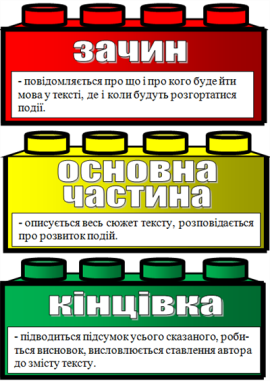 зачин
- повідомляється про що і про кого буде йти
мова у тексті, де і коли будуть розгортатися
події.
основна
частина
- описується весь сюжет тексту, розповідається
про розвиток подій.
кінцівка
- підводиться підсумок усього сказаного, роби-
ться висновок, висловлюється ставлення автора
до змісту тексту.